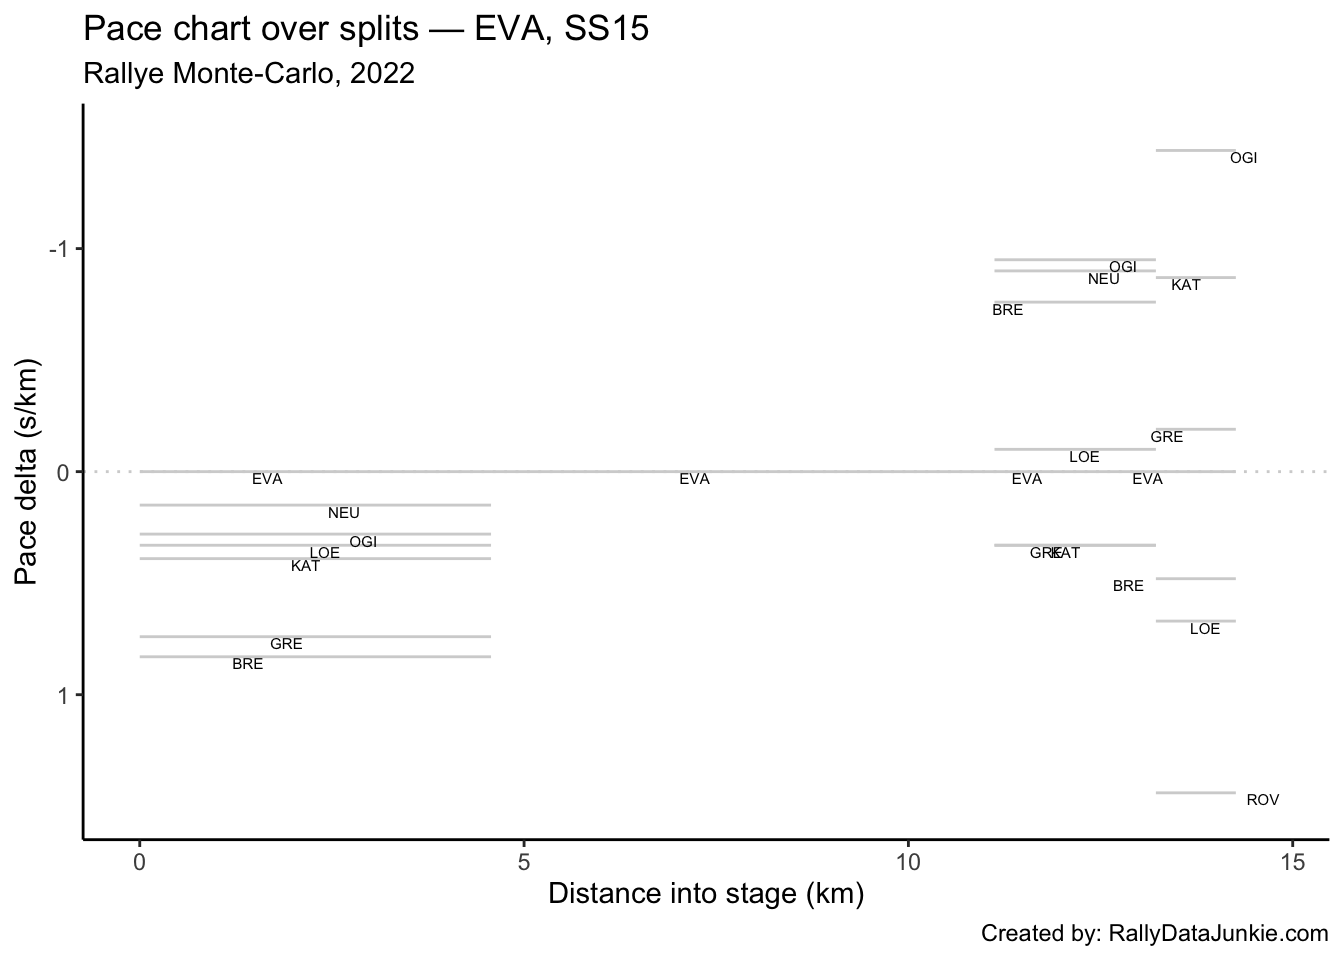 Pace chart over splits — EVA, SS15
Rallye Monte-Carlo, 2022
OGI
-1
OGI
NEU
KAT
BRE
GRE
LOE
0
EVA
EVA
EVA
EVA
NEU
OGI
LOE
GRE
KAT
KAT
BRE
LOE
GRE
BRE
1
ROV
Pace delta (s/km)
0
5
10
15
Distance into stage (km)
Created by: RallyDataJunkie.com